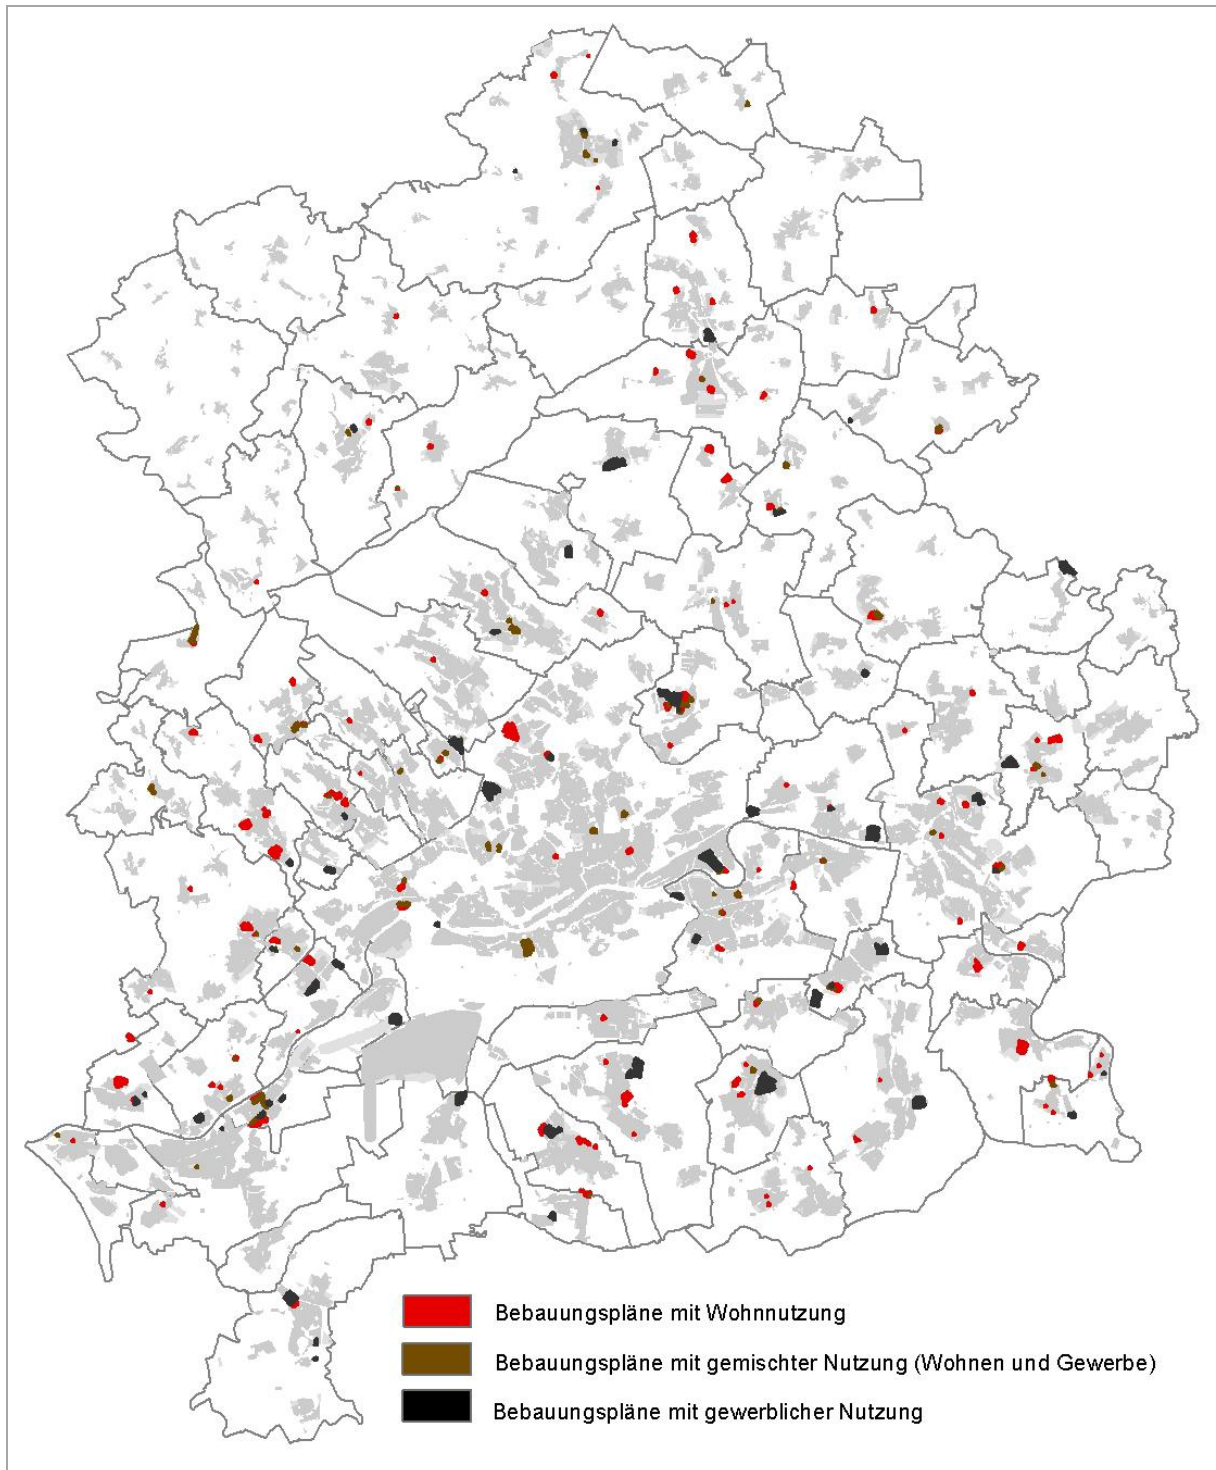 Bebauungspläne mit Wohnnutzung
Bebauungspläne mit gemischter Nutzung (Wohnen und Gewerbe)
Bebauungspläne mit gewerblicher Nutzung